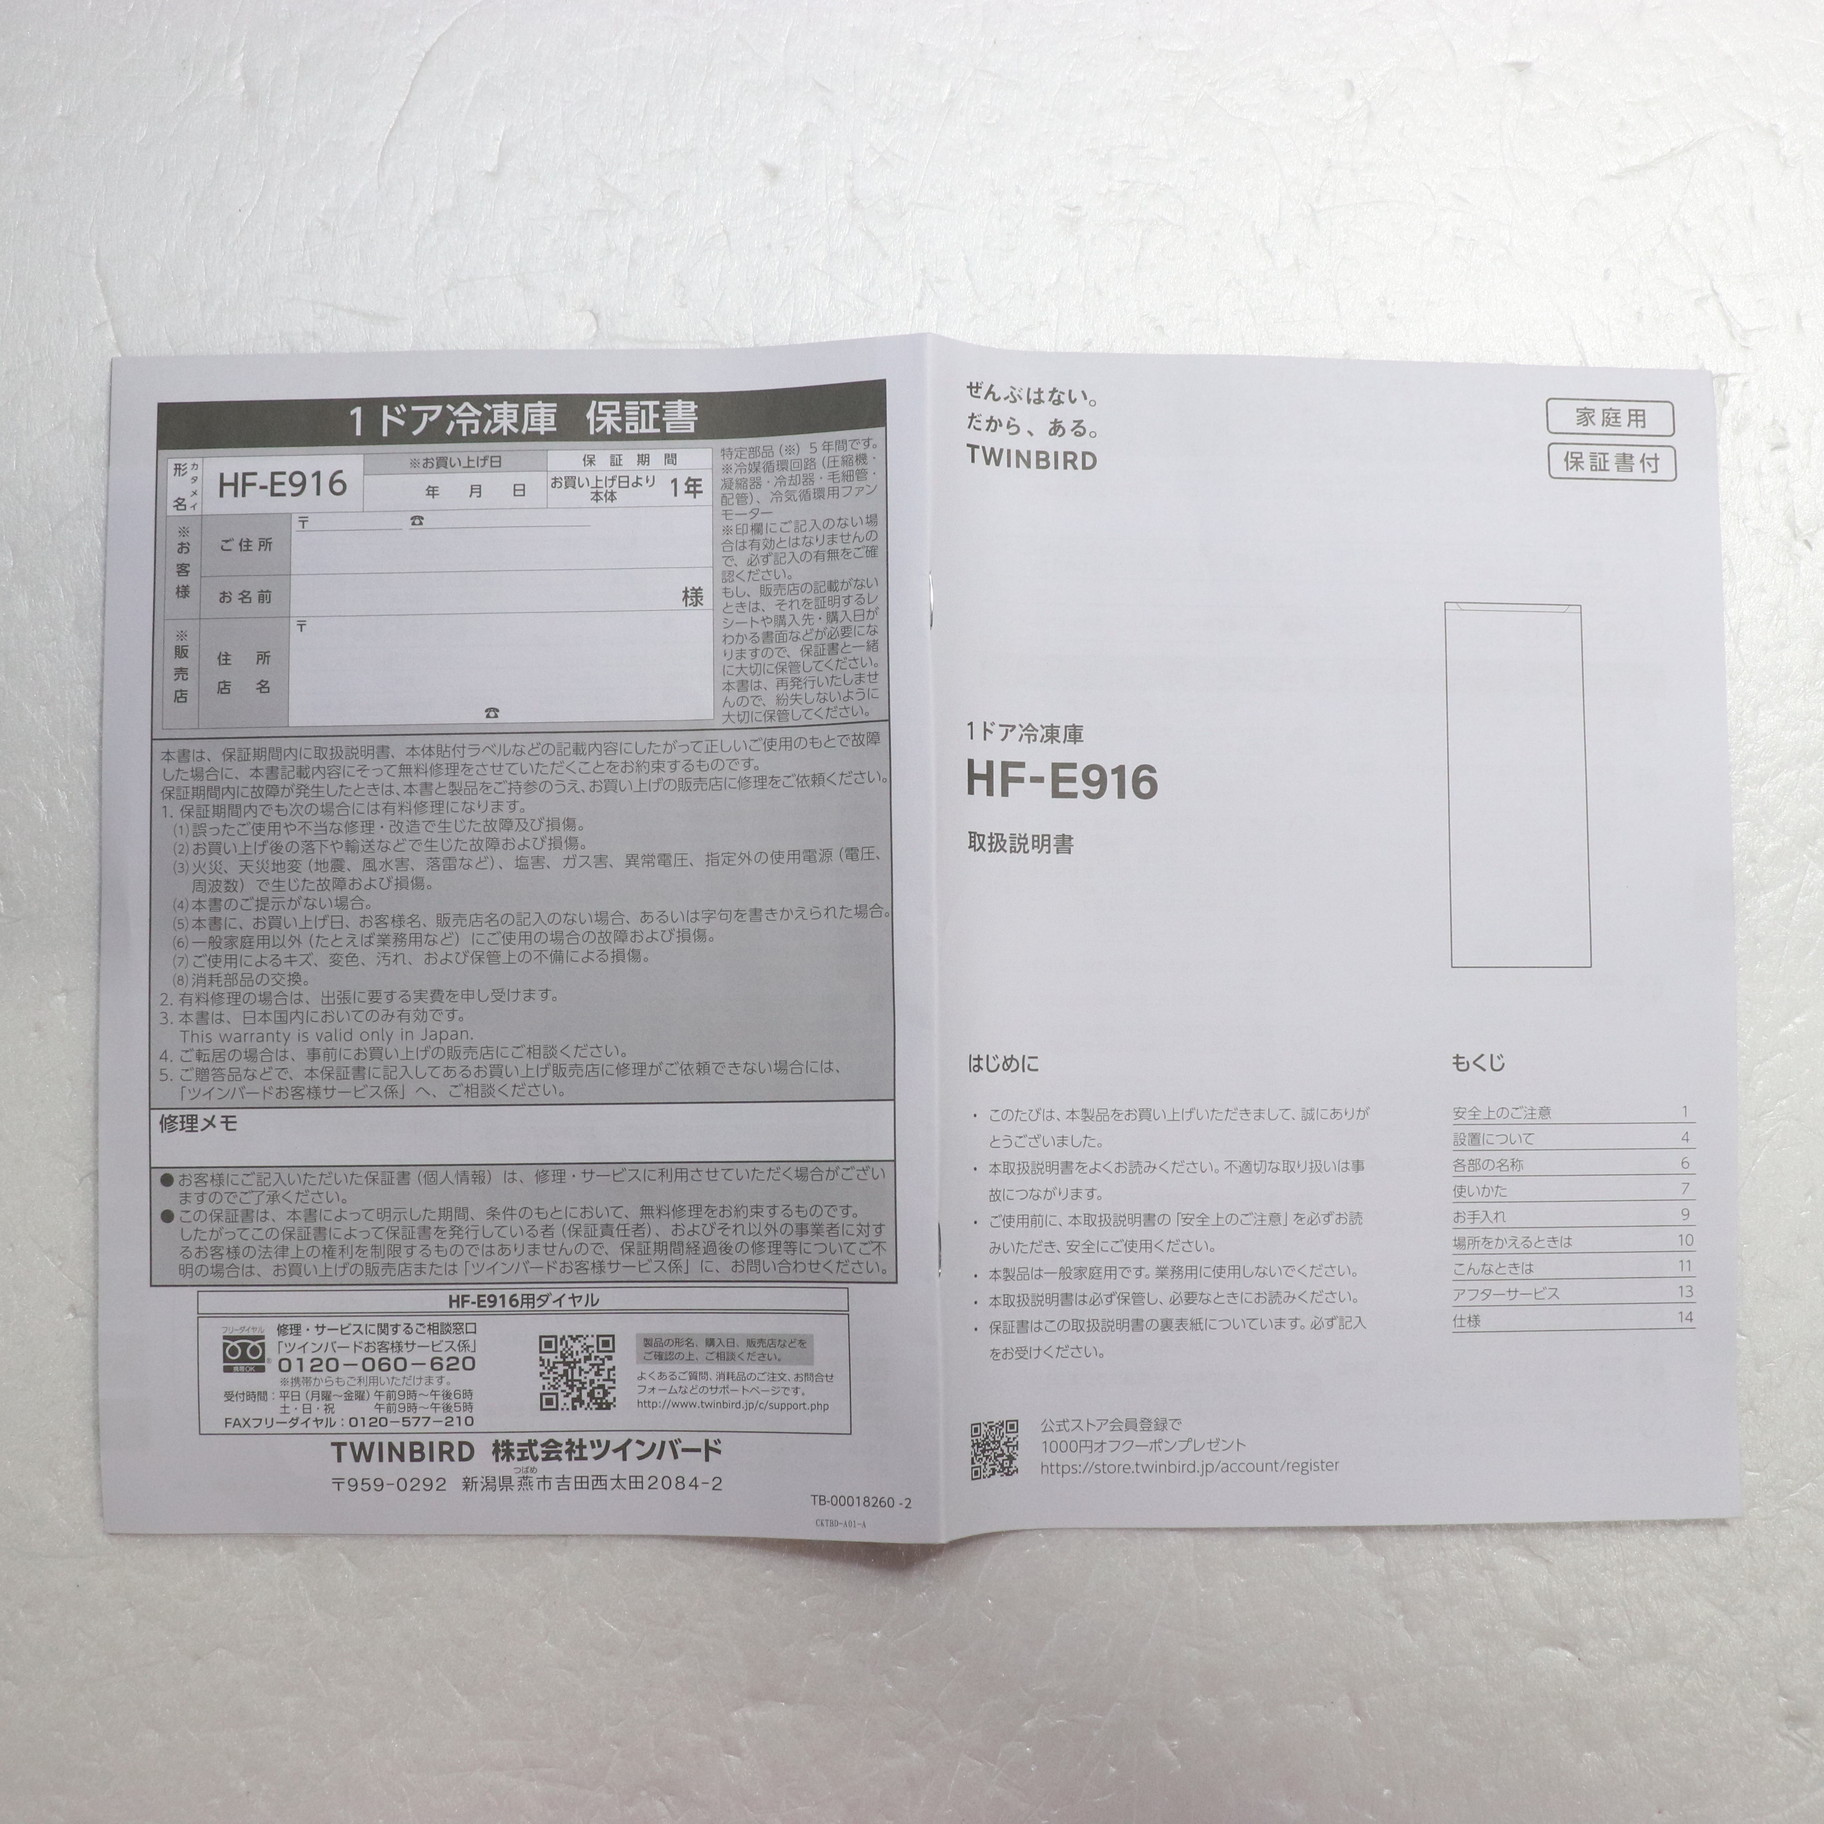 1ドア冷凍庫 保証書
形名
カタメイ
HF-E916
※お買い上げ日
年 月 日
保証期間
お買い上げ日より
本体 1年
※お客様
ご住所
〒 ☎
お名前
様
※販売店
住所
店名
〒
☎
特定部品(※)5年間です。
※冷媒循環回路(圧縮機・
凝縮器・冷却器・毛細管・
配管)、冷気循環用ファン
モーター
※印欄にご記入のない場
合は有効とはなりませんの
で、必ず記入の有無をご確
認ください。
もし、販売店の記載がない
ときは、それを証明するレ
シートや購入先・購入日が
わかる書面などが必要にな
りますので、保証書と一緒
に大切に保管してください。
本書は、再発行いたしませ
んので、紛失しないように
大切に保管してください。
本書は、保証期間内に取扱説明書、本体貼付ラベルなどの記載内容にしたがって正しいご使用のもとで故障
した場合に、本書記載内容にそって無料修理をさせていただくことをお約束するものです。
保証期間内に故障が発生したときは、本書と製品をご持参のうえ、お買い上げの販売店に修理をご依頼ください。
1. 保証期間内でも次の場合には有料修理になります。
(1)誤ったご使用や不当な修理・改造で生じた故障及び損傷。
(2)お買い上げ後の落下や輸送などで生じた故障および損傷。
(3)火災、天災地変(地震、風水害、落雷など)、塩害、ガス害、異常電圧、指定外の使用電源(電圧、
周波数)で生じた故障および損傷。
(4)本書のご提示がない場合。
(5)本書に、お買い上げ日、お客様名、販売店名の記入のない場合、あるいは字句を書きかえられた場合。
(6)一般家庭用以外(たとえば業務用など)にご使用の場合の故障および損傷。
(7)ご使用によるキズ、変色、汚れ、および保管上の不備による損傷。
(8)消耗部品の交換。
2. 有料修理の場合は、出張に要する実費を申し受けます。
3. 本書は、日本国内においてのみ有効です。
This warranty is valid only in Japan.
4. ご転居の場合は、事前にお買い上げの販売店にご相談ください。
5. ご贈答品などで、本保証書に記入してあるお買い上げ販売店に修理がご依頼できない場合には、
「ツインバードお客様サービス係」へ、ご相談ください。
修理メモ
●お客様にご記入いただいた保証書(個人情報)は、修理・サービスに利用させていただく場合がござい
ますのでご了承ください。
●この保証書は、本書によって明示した期間、条件のもとにおいて、無料修理をお約束するものです。
したがってこの保証書によって保証書を発行している者(保証責任者)、およびそれ以外の事業者に対す
るお客様の法律上の権利を制限するものではありませんので、保証期間経過後の修理等についてご不
明の場合は、お買い上げの販売店または「ツインバードお客様サービス係」に、お問い合わせください。
HF-E916用ダイヤル
フリーダイヤル
携帯OK
修理・サービスに関するご相談窓口
「ツインバードお客様サービス係」
0120-060-620
※携帯からもご利用いただけます。
受付時間:平日(月曜〜金曜)午前9時〜午後6時
土・日・祝 午前9時〜午後5時
FAXフリーダイヤル:0120-577-210
製品の形名、購入日、販売店などを
ご確認の上、ご相談ください。
よくあるご質問、消耗品のご注文、お問合せ
フォームなどのサポートページです。
http://www.twinbird.jp/c/support.php
TWINBIRD 株式会社ツインバード
つばめ
〒959-0292 新潟県燕市吉田西太田2084-2
TB-00018260 -2
CKTBD-A01-A
ぜんぶはない。
だから、ある。
TWINBIRD
家庭用
保証書付
1ドア冷凍庫
HF-E916
取扱説明書
はじめに
・このたびは、本製品をお買い上げいただきまして、誠にありが
とうございました。
・本取扱説明書をよくお読みください。不適切な取り扱いは事
故につながります。
・ご使用前に、本取扱説明書の「安全上のご注意」を必ずお読
みいただき、安全にご使用ください。
・本製品は一般家庭用です。業務用に使用しないでください。
・本取扱説明書は必ず保管し、必要なときにお読みください。
・保証書はこの取扱説明書の裏表紙についています。必ず記入
をお受けください。
もくじ
安全上のご注意 1
設置について 4
各部の名称 6
使いかた 7
お手入れ 9
場所をかえるときは 10
こんなときは 11
アフターサービス 13
仕様 14
公式ストア会員登録で
1000円オフクーポンプレゼント
https://store.twinbird.jp/account/register